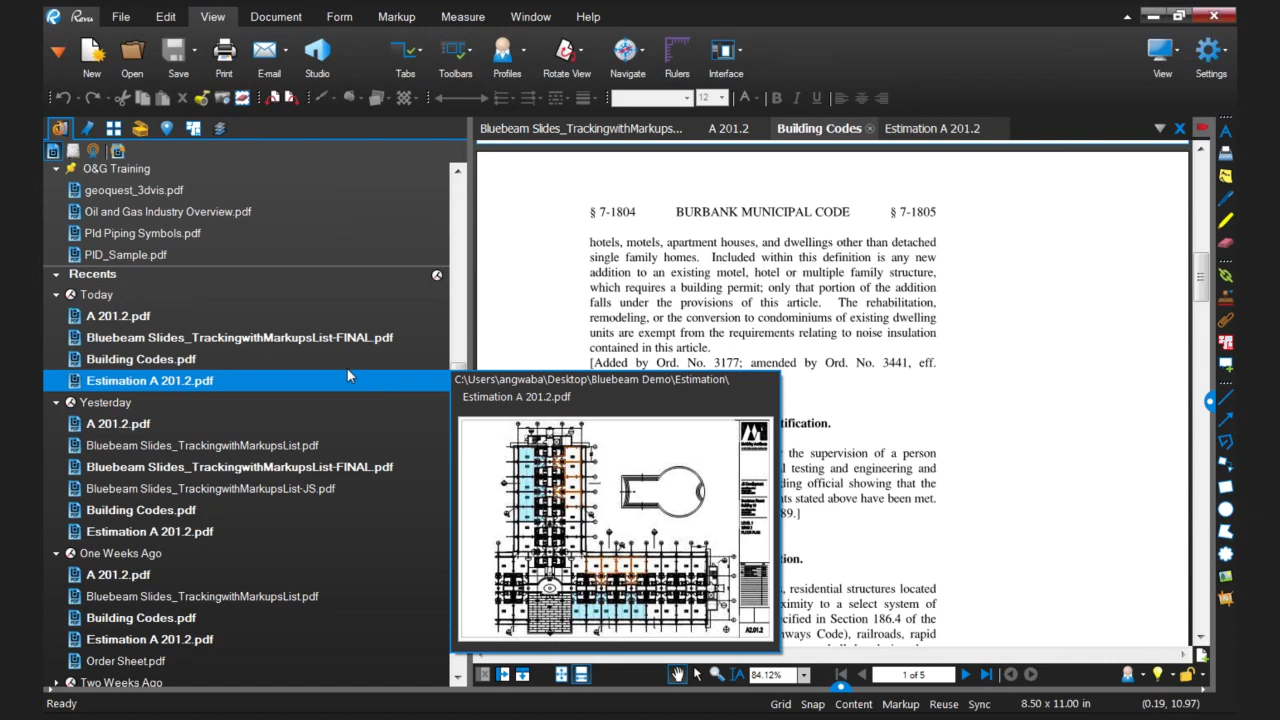 Revu File Edit View Document Form Markup Measure Window Help
New Open Save Print E-mail Studio Tabs Toolbars Profiles Rotate View Navigate Rulers Interface View Settings
12
B I U
Bluebeam Slides_TrackingwithMarkups... A 201.2 Building Codes Estimation A 201.2
O&G Training
geoquest_3dvis.pdf
Oil and Gas Industry Overview.pdf
PId Piping Symbols.pdf
PID_Sample.pdf
Recents
Today
A 201.2.pdf
Bluebeam Slides_TrackingwithMarkupsList-FINAL.pdf
Building Codes.pdf
Estimation A 201.2.pdf
Yesterday
A 201.2.pdf
Bluebeam Slides_TrackingwithMarkupsList.pdf
Bluebeam Slides_TrackingwithMarkupsList-FINAL.pdf
Bluebeam Slides_TrackingwithMarkupsList-JS.pdf
Building Codes.pdf
Estimation A 201.2.pdf
One Weeks Ago
A 201.2.pdf
Bluebeam Slides_TrackingwithMarkupsList.pdf
Building Codes.pdf
Estimation A 201.2.pdf
Order Sheet.pdf
Two Weeks Ago
C:\Users\angwaba\Desktop\Bluebeam Demo\Estimation\
Estimation A 201.2.pdf
A2.01.2
§ 7-1804 BURBANK MUNICIPAL CODE § 7-1805
hotels, motels, apartment houses, and dwellings other than detached
single family homes. Included within this definition is any new
addition to an existing motel, hotel or multiple family structure,
which requires a building permit; only that portion of the addition
falls under the provisions of this article. The rehabilitation,
remodeling, or the conversion to condominiums of existing dwelling
units are exempt from the requirements relating to noise insulation
contained in this article.
[Added by Ord. No. 3177; amended by Ord. No. 3441, eff.
tification.
the supervision of a person
l testing and engineering and
ding official showing that the
nts stated above have been met.
89.]
on.
, residential structures located
ximity to a select system of
cified in Section 186.4 of the
ways Code), railroads, rapid
84.12% 1 of 5
Ready Grid Snap Content Markup Reuse Sync 8.50 x 11.00 in (0.19, 10.97)